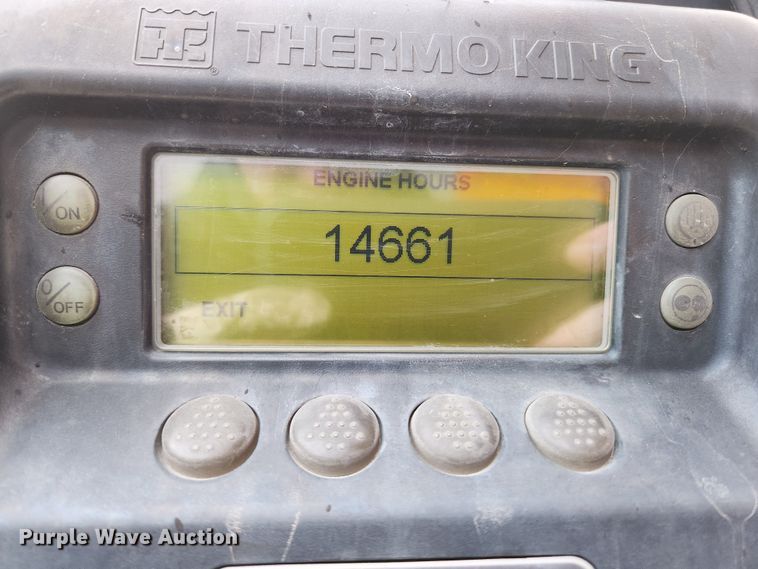 THERMO KING
ENGINE HOURS
I/ON
14661
O/OFF
EXIT
Purple Wave Auction®